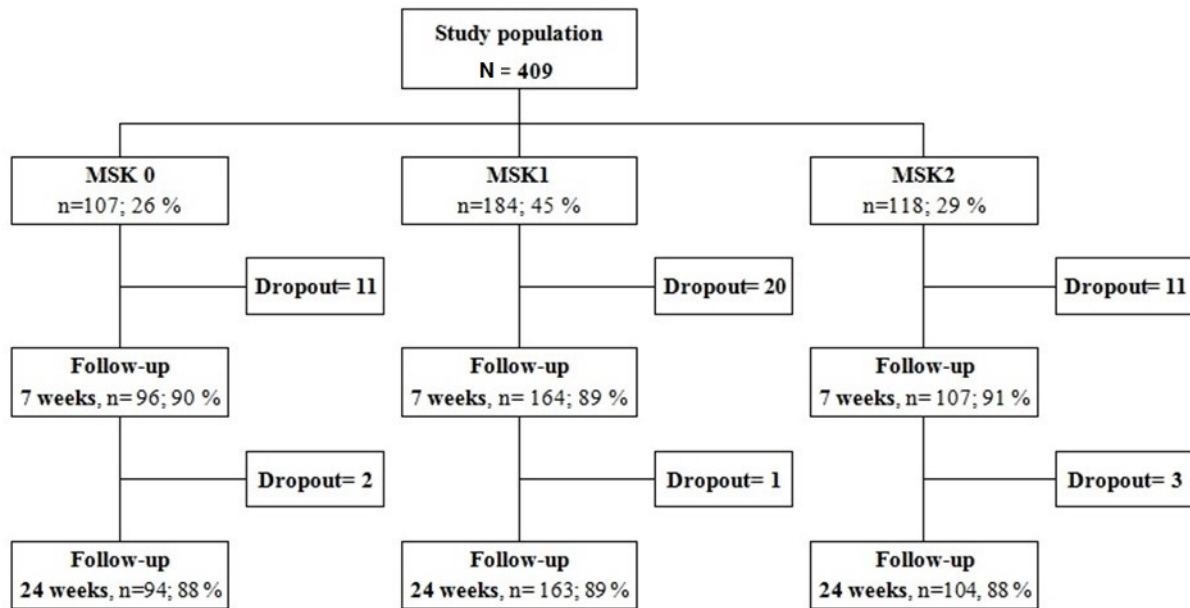 Study population
N = 409
MSK 0
n=107; 26 %
MSK1
n=184; 45 %
MSK2
n=118; 29 %
Dropout= 11
Dropout= 20
Dropout= 11
Follow-up
7 weeks, n= 96; 90 %
Follow-up
7 weeks, n= 164; 89 %
Follow-up
7 weeks, n= 107; 91 %
Dropout= 2
Dropout= 1
Dropout= 3
Follow-up
24 weeks, n=94; 88 %
Follow-up
24 weeks, n=163; 89 %
Follow-up
24 weeks, n=104, 88 %